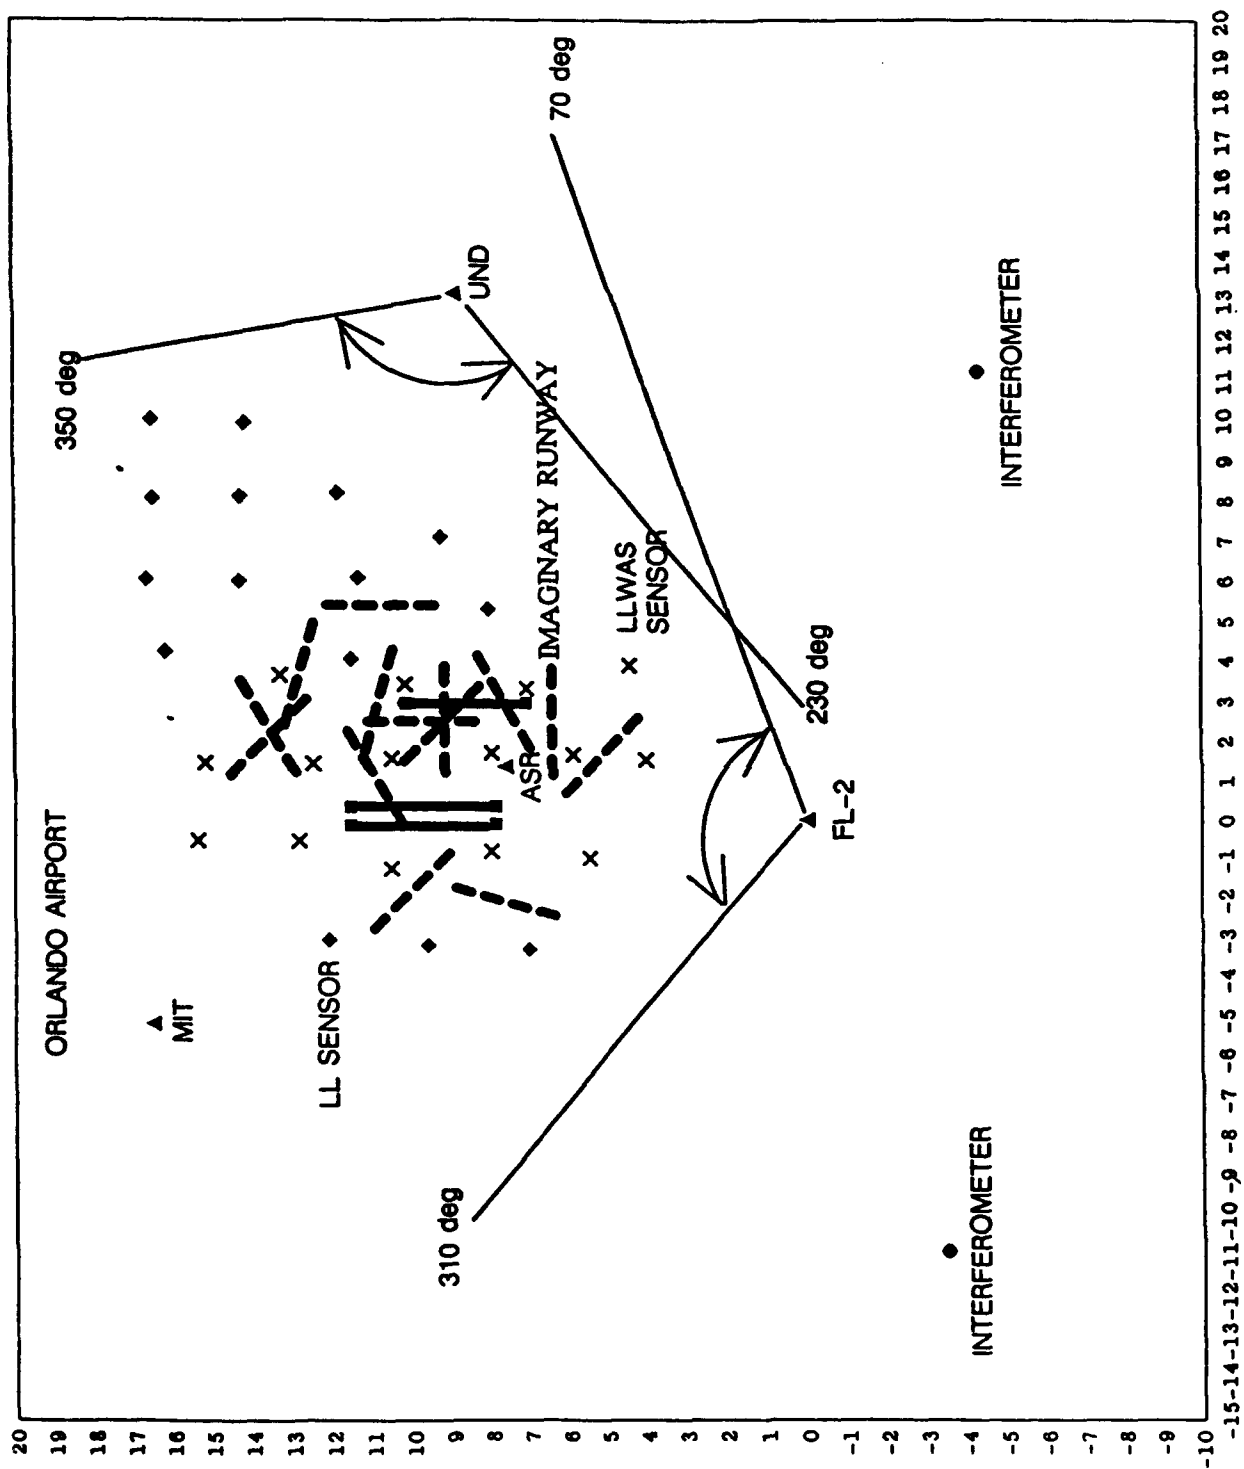 ORLANDO AIRPORT
350 deg
70 deg
MIT
UND
LL SENSOR
ASR
IMAGINARY RUNWAY
LLWAS
SENSOR
310 deg
230 deg
FL-2
INTERFEROMETER
INTERFEROMETER
20
19
18
17
16
15
14
13
12
11
10
9
8
7
6
5
4
3
2
1
0
-1
-2
-3
-4
-5
-6
-7
-8
-9
-10
-15-14-13-12-11-10-9 -8 -7 -6 -5 -4 -3 -2 -1 0 1 2 3 4 5 6 7 8 9 10 11 12 13 14 15 16 17 18 19 20